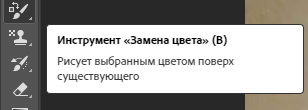 Инструмент «Замена цвета» (B)
Рисует выбранным цветом поверх
существующего